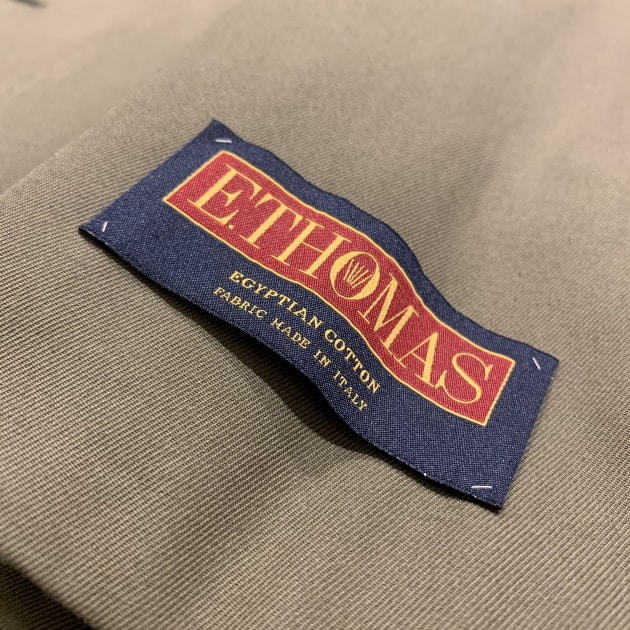 E.THOMAS
EGYPTIAN COTTON
FABRIC MADE IN ITALY